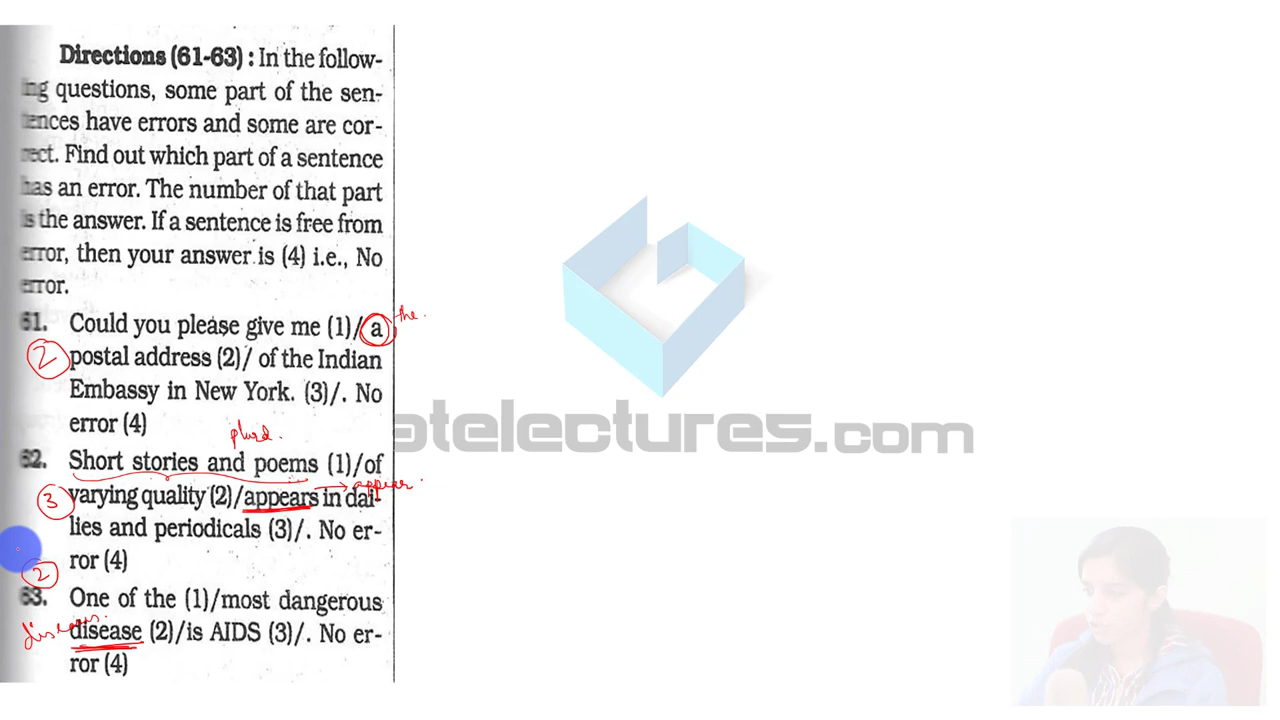 Directions (61-63) : In the follow-
ing questions, some part of the sen-
tences have errors and some are cor-
rect. Find out which part of a sentence
has an error. The number of that part
is the answer. If a sentence is free from
error, then your answer is (4) i.e., No
error.
61. Could you please give me (1)/ a the.
2 postal address (2)/ of the Indian
Embassy in New York. (3)/. No
error (4)
plural.
62. Short stories and poems (1)/of
3 varying quality (2)/appears in dai- appear.
lies and periodicals (3)/. No er-
ror (4)
2
63. One of the (1)/most dangerous
diseases. disease (2)/is AIDS (3)/. No er-
ror (4)
atelectures.com